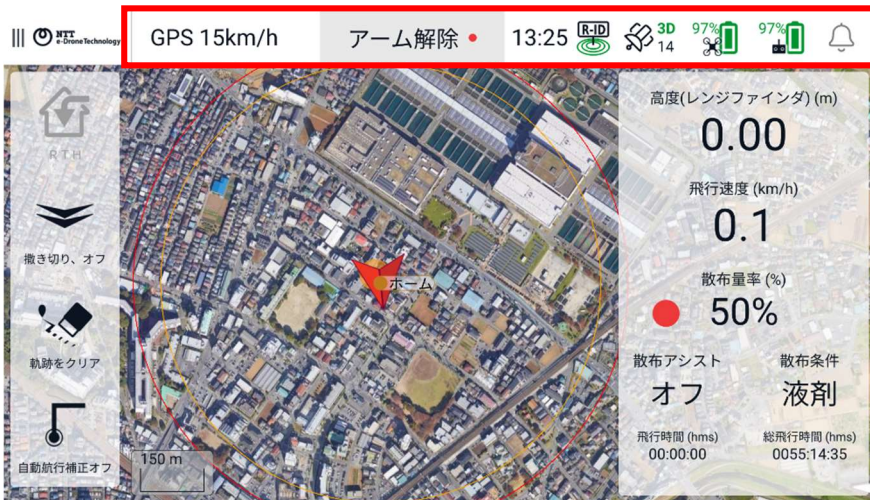 NTT
e-Drone Technology
GPS 15km/h
アーム解除
13:25
R-ID
3D
14
97%
97%
RTH
撒き切り、オフ
軌跡をクリア
自動航行補正オフ
150 m
ホーム
高度(レンジファインダ) (m)
0.00
飛行速度 (km/h)
0.1
散布量率 (%)
50%
散布アシスト
オフ
散布条件
液剤
飛行時間 (hms)
00:00:00
総飛行時間 (hms)
0055:14:35